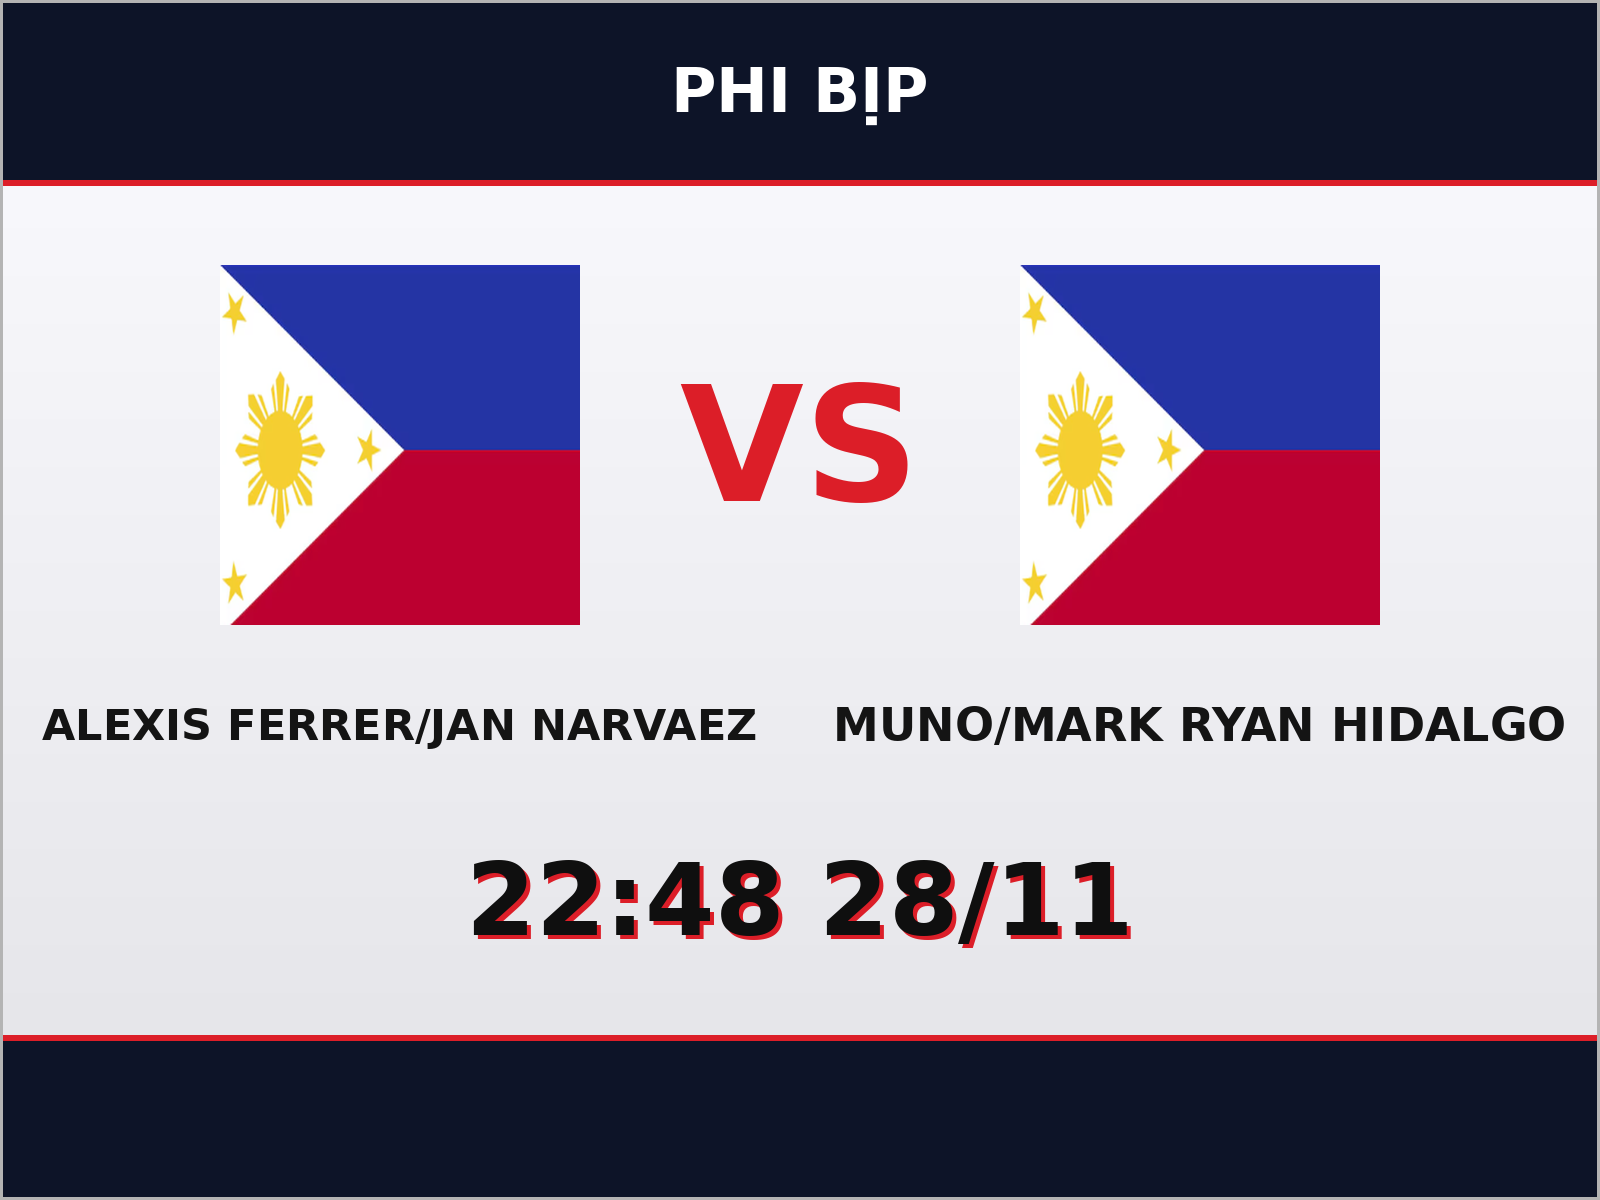 PHI BỊP
VS
ALEXIS FERRER/JAN NARVAEZ
MUNO/MARK RYAN HIDALGO
22:48 28/11